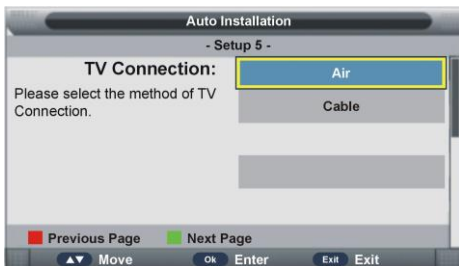 Auto Installation
- Setup 5 -
TV Connection:
Please select the method of TV
Connection.
Air
Cable
Previous Page Next Page
▲▼ Move Ok Enter Exit Exit